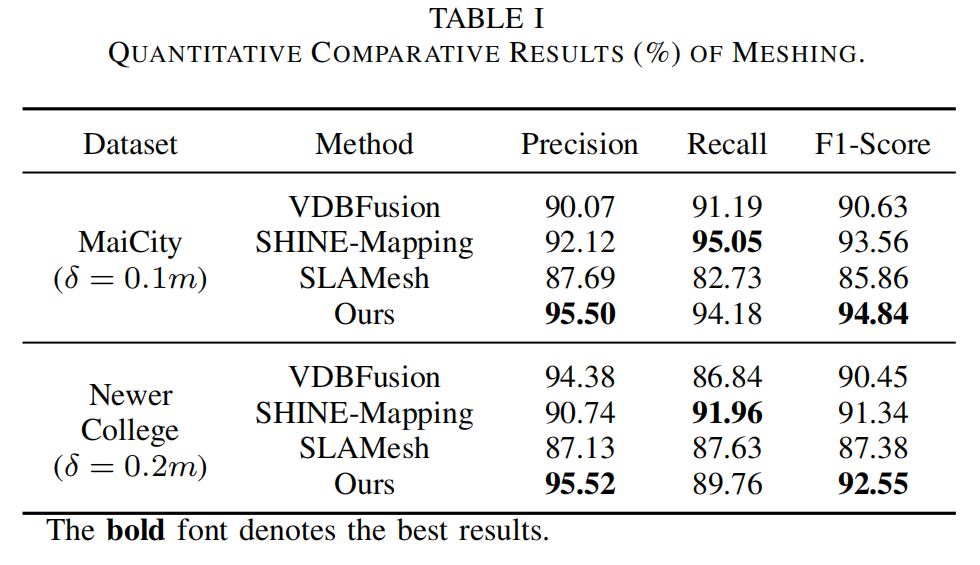 TABLE I
QUANTITATIVE COMPARATIVE RESULTS (%) OF MESHING.
Dataset Method Precision Recall F1-Score
MaiCity
(δ = 0.1m)
VDBFusion 90.07 91.19 90.63
SHINE-Mapping 92.12 95.05 93.56
SLAMesh 87.69 82.73 85.86
Ours 95.50 94.18 94.84
Newer
College
(δ = 0.2m)
VDBFusion 94.38 86.84 90.45
SHINE-Mapping 90.74 91.96 91.34
SLAMesh 87.13 87.63 87.38
Ours 95.52 89.76 92.55
The bold font denotes the best results.